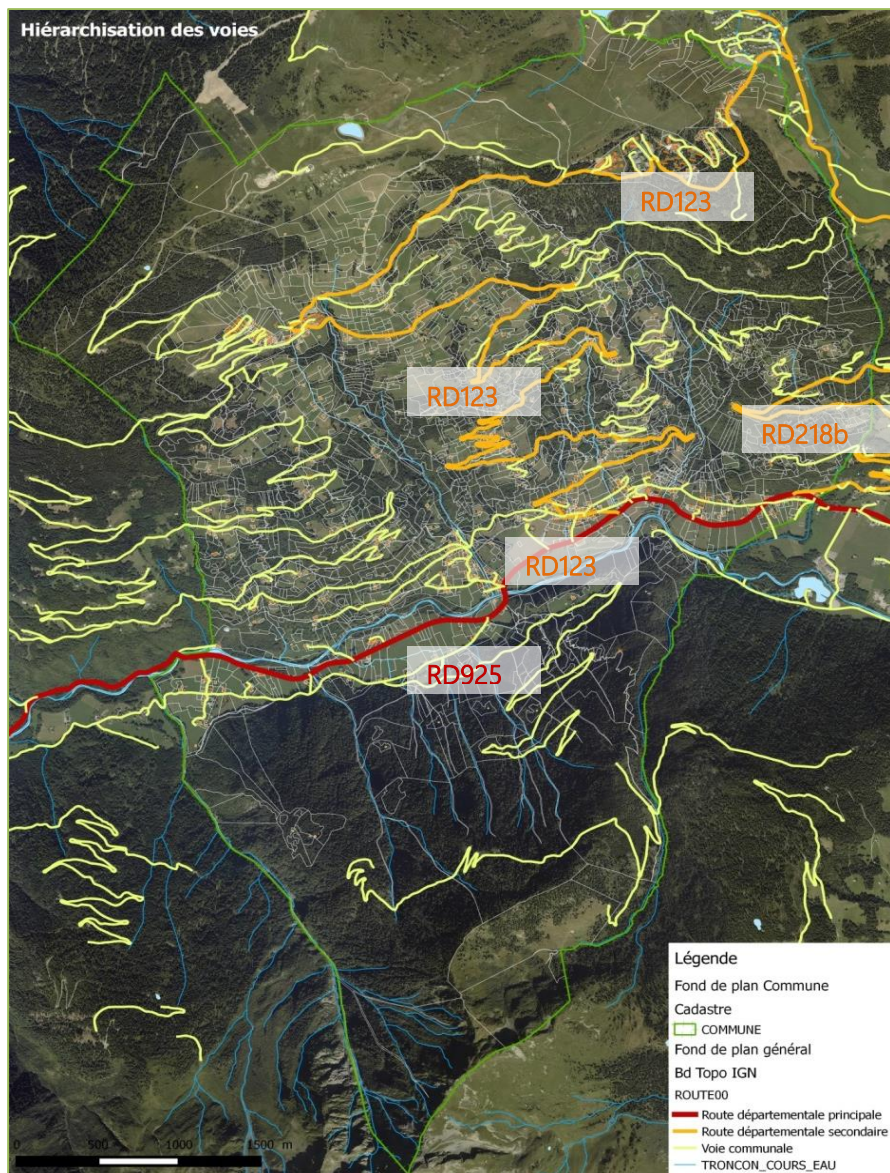 Hiérarchisation des voies
RD123
RD123
RD218b
RD123
RD925
Légende
Fond de plan Commune
Cadastre
COMMUNE
Fond de plan général
Bd Topo IGN
ROUTE00
Route départementale principale
Route départementale secondaire
Voie communale
TRONCON_COURS_EAU
0 500 1000 1500 m